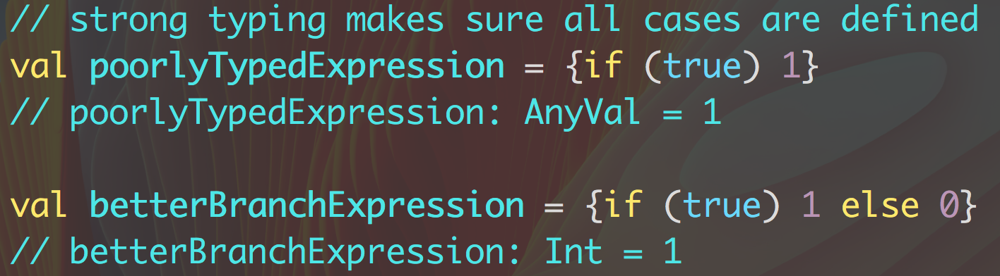 // strong typing makes sure all cases are defined
val poorlyTypedExpression = {if (true) 1}
// poorlyTypedExpression: AnyVal = 1
val betterBranchExpression = {if (true) 1 else 0}
// betterBranchExpression: Int = 1